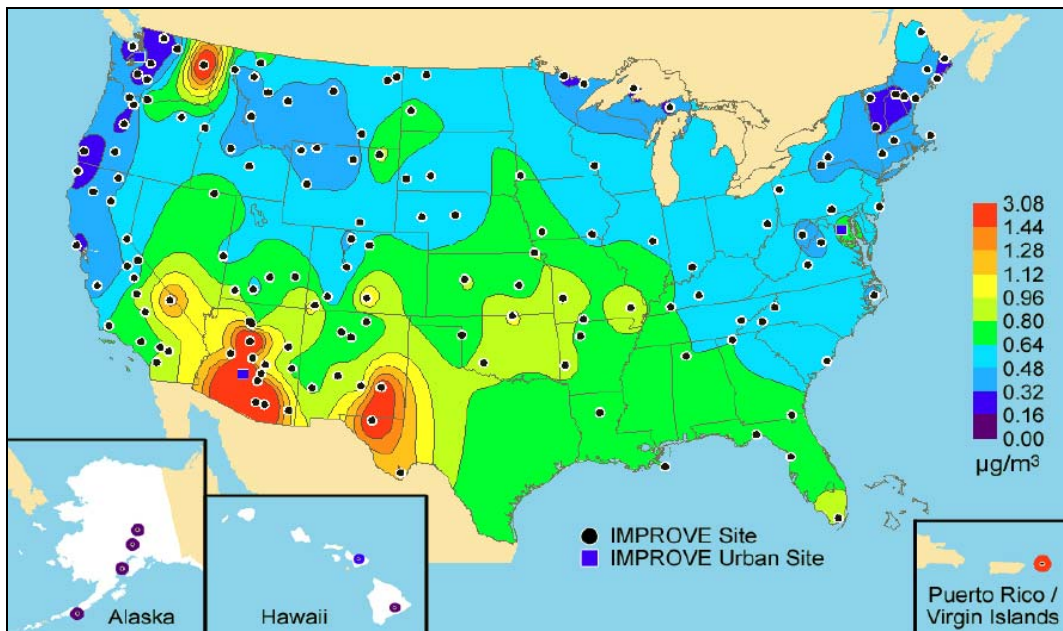 3.08
1.44
1.28
1.12
0.96
0.80
0.64
0.48
0.32
0.16
0.00
µg/m³
IMPROVE Site
IMPROVE Urban Site
Alaska
Hawaii
Puerto Rico /
Virgin Islands